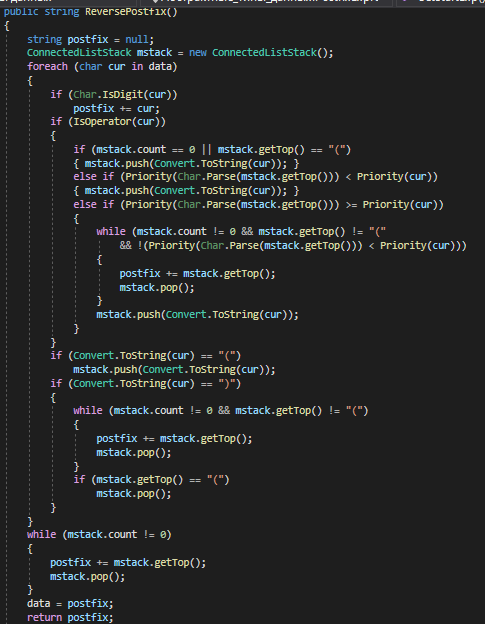 public string ReversePostfix()
{
string postfix = null;
ConnectedListStack mstack = new ConnectedListStack();
foreach (char cur in data)
{
if (Char.IsDigit(cur))
postfix += cur;
if (IsOperator(cur))
{
if (mstack.count == 0 || mstack.getTop() == "(")
{ mstack.push(Convert.ToString(cur)); }
else if (Priority(Char.Parse(mstack.getTop())) < Priority(cur))
{ mstack.push(Convert.ToString(cur)); }
else if (Priority(Char.Parse(mstack.getTop())) >= Priority(cur))
{
while (mstack.count != 0 && mstack.getTop() != "("
&& !(Priority(Char.Parse(mstack.getTop())) < Priority(cur)))
{
postfix += mstack.getTop();
mstack.pop();
}
mstack.push(Convert.ToString(cur));
}
}
if (Convert.ToString(cur) == "(")
mstack.push(Convert.ToString(cur));
if (Convert.ToString(cur) == ")")
{
while (mstack.count != 0 && mstack.getTop() != "(")
{
postfix += mstack.getTop();
mstack.pop();
}
if (mstack.getTop() == "(")
mstack.pop();
}
}
while (mstack.count != 0)
{
postfix += mstack.getTop();
mstack.pop();
}
data = postfix;
return postfix;